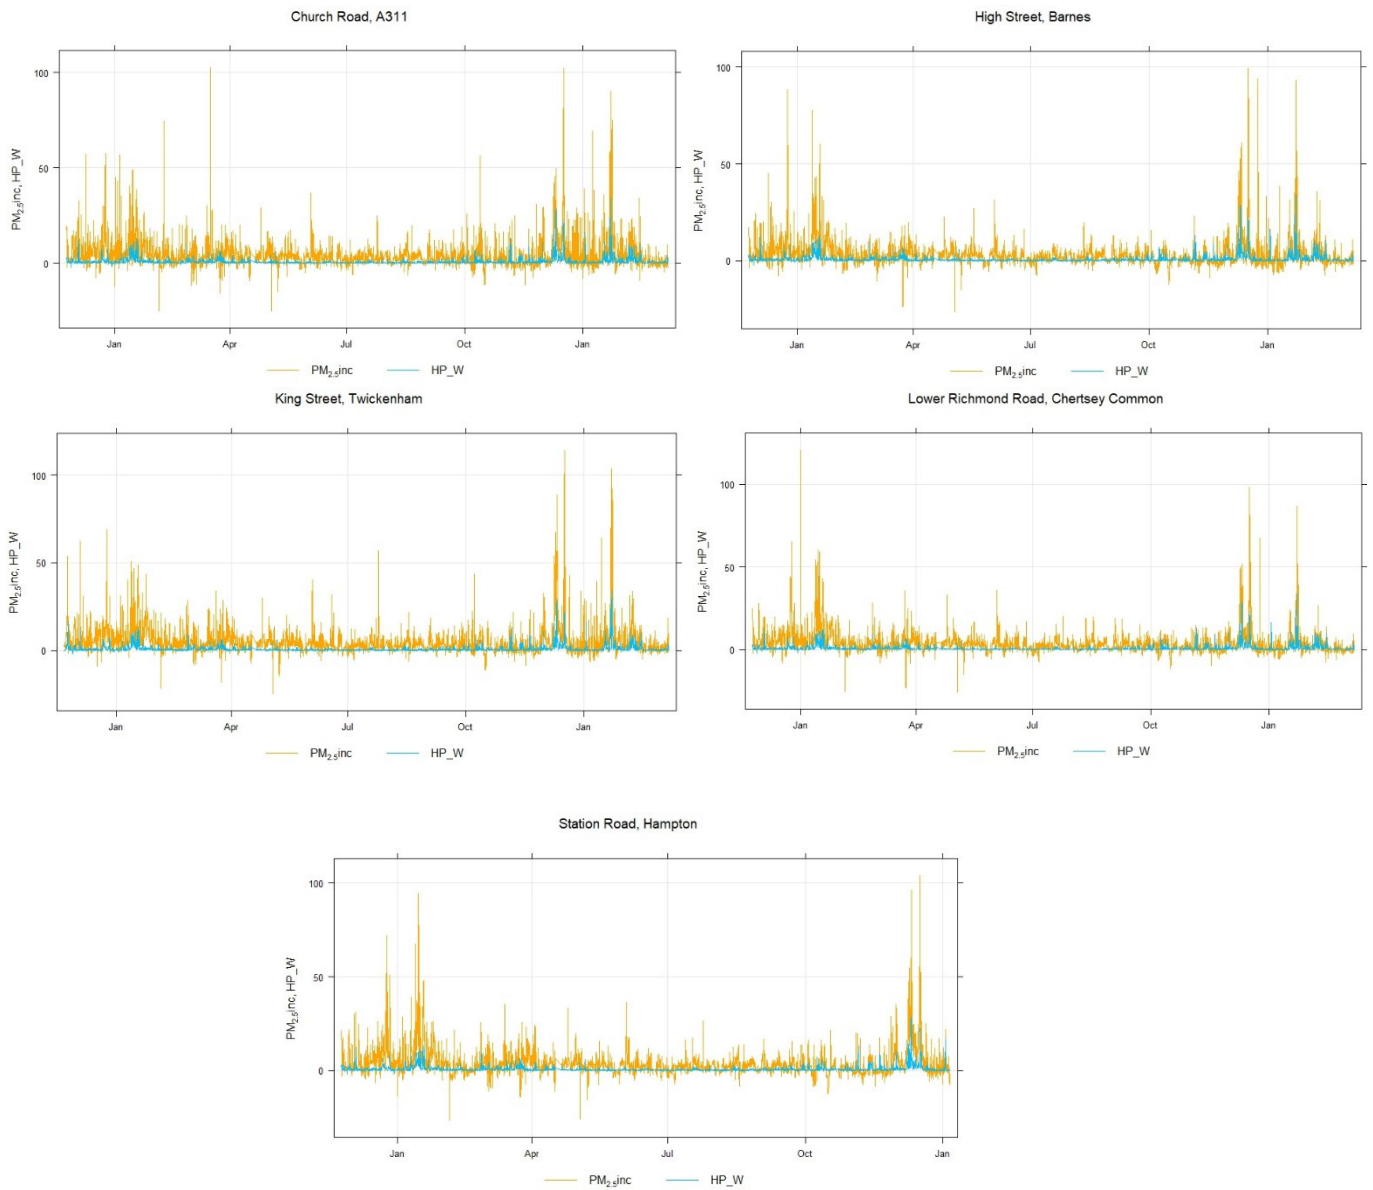 Church Road, A311
PM2.5inc, HP_W
100
50
0
Jan Apr Jul Oct Jan
PM2.5inc HP_W
High Street, Barnes
PM2.5inc, HP_W
100
50
0
Jan Apr Jul Oct Jan
PM2.5inc HP_W
King Street, Twickenham
PM2.5inc, HP_W
100
50
0
Jan Apr Jul Oct Jan
PM2.5inc HP_W
Lower Richmond Road, Chertsey Common
PM2.5inc, HP_W
100
50
0
Jan Apr Jul Oct Jan
PM2.5inc HP_W
Station Road, Hampton
PM2.5inc, HP_W
100
50
0
Jan Apr Jul Oct Jan
PM2.5inc HP_W